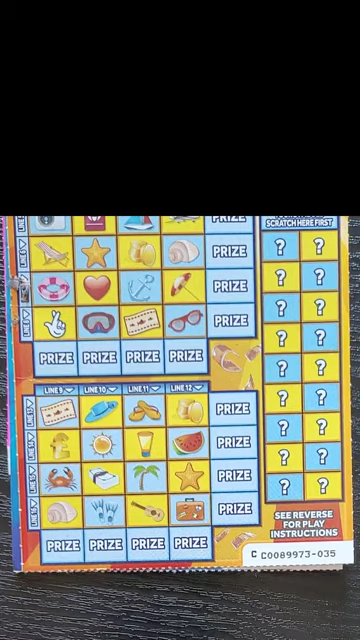 SCRATCH HERE FIRST
PRIZE
? ?
PRIZE
? ?
PRIZE
? ?
PRIZE
? ?
PRIZE PRIZE PRIZE PRIZE
? ?
LINE 9 LINE 10 LINE 11 LINE 12
PRIZE
? ?
PRIZE
? ?
PRIZE
? ?
PRIZE
? ?
SEE REVERSE
FOR PLAY
INSTRUCTIONS
PRIZE PRIZE PRIZE PRIZE
C C0089973-035